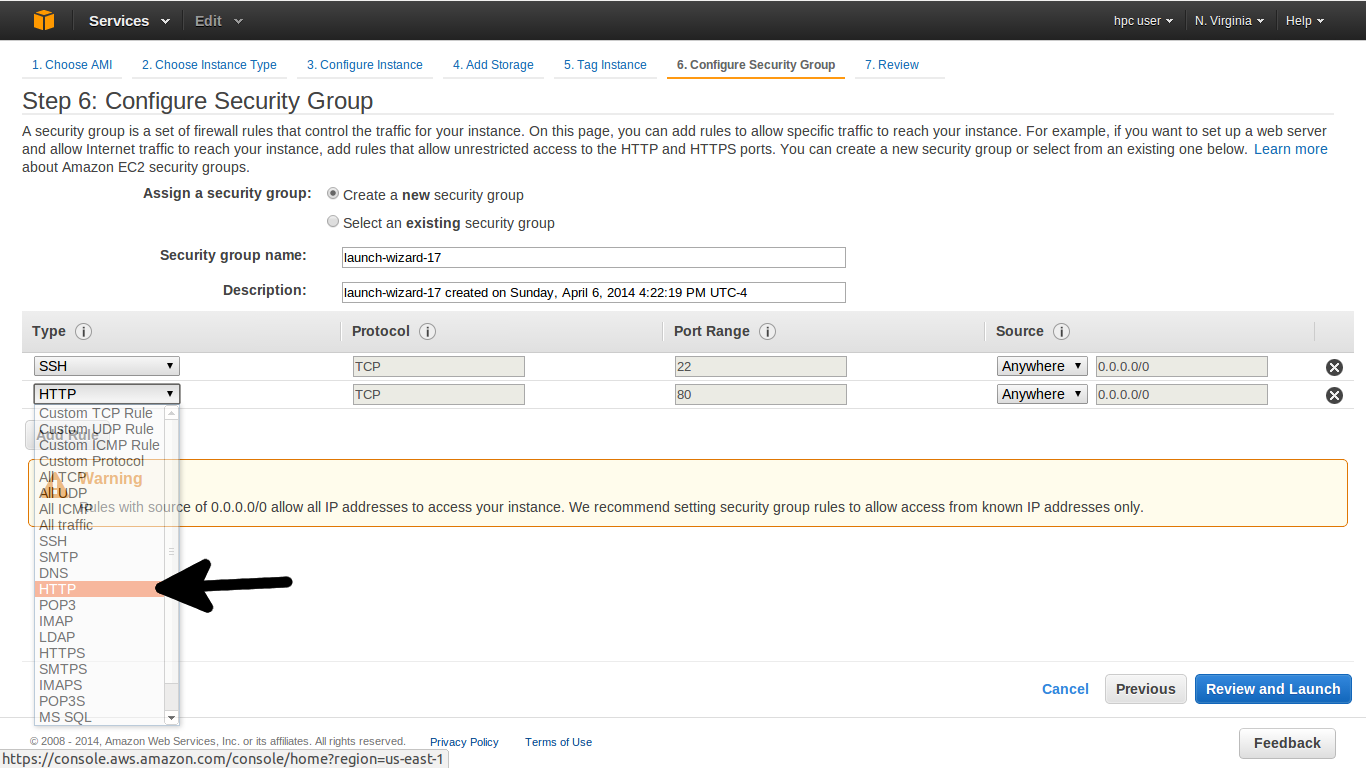 Services Edit hpc user N. Virginia Help
1. Choose AMI 2. Choose Instance Type 3. Configure Instance 4. Add Storage 5. Tag Instance 6. Configure Security Group 7. Review
Step 6: Configure Security Group
A security group is a set of firewall rules that control the traffic for your instance. On this page, you can add rules to allow specific traffic to reach your instance. For example, if you want to set up a web server
and allow Internet traffic to reach your instance, add rules that allow unrestricted access to the HTTP and HTTPS ports. You can create a new security group or select from an existing one below. Learn more
about Amazon EC2 security groups.
Assign a security group: Create a new security group
Select an existing security group
Security group name: launch-wizard-17
Description: launch-wizard-17 created on Sunday, April 6, 2014 4:22:19 PM UTC-4
Type i Protocol i Port Range i Source i
SSH TCP 22 Anywhere 0.0.0.0/0
HTTP TCP 80 Anywhere 0.0.0.0/0
Custom TCP Rule
Custom UDP Rule
Add Rule
Custom ICMP Rule
Custom Protocol
All TCP
Warning
All UDP
All ICMP
Rules with source of 0.0.0.0/0 allow all IP addresses to access your instance. We recommend setting security group rules to allow access from known IP addresses only.
All traffic
SSH
SMTP
DNS
HTTP
POP3
IMAP
LDAP
HTTPS
SMTPS
IMAPS
POP3S
MS SQL
Cancel Previous Review and Launch
© 2008 - 2014, Amazon Web Services, Inc. or its affiliates. All rights reserved. Privacy Policy Terms of Use Feedback
https://console.aws.amazon.com/console/home?region=us-east-1